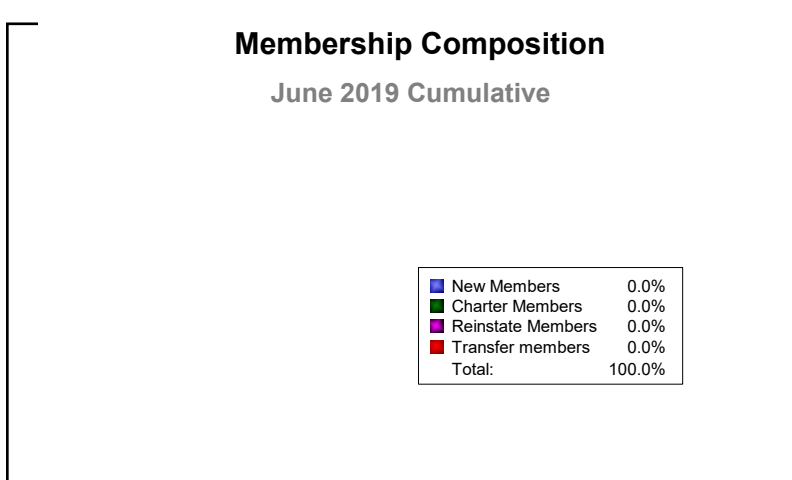 Membership Composition
June 2019 Cumulative
New Members 0.0%
Charter Members 0.0%
Reinstate Members 0.0%
Transfer members 0.0%
Total: 100.0%